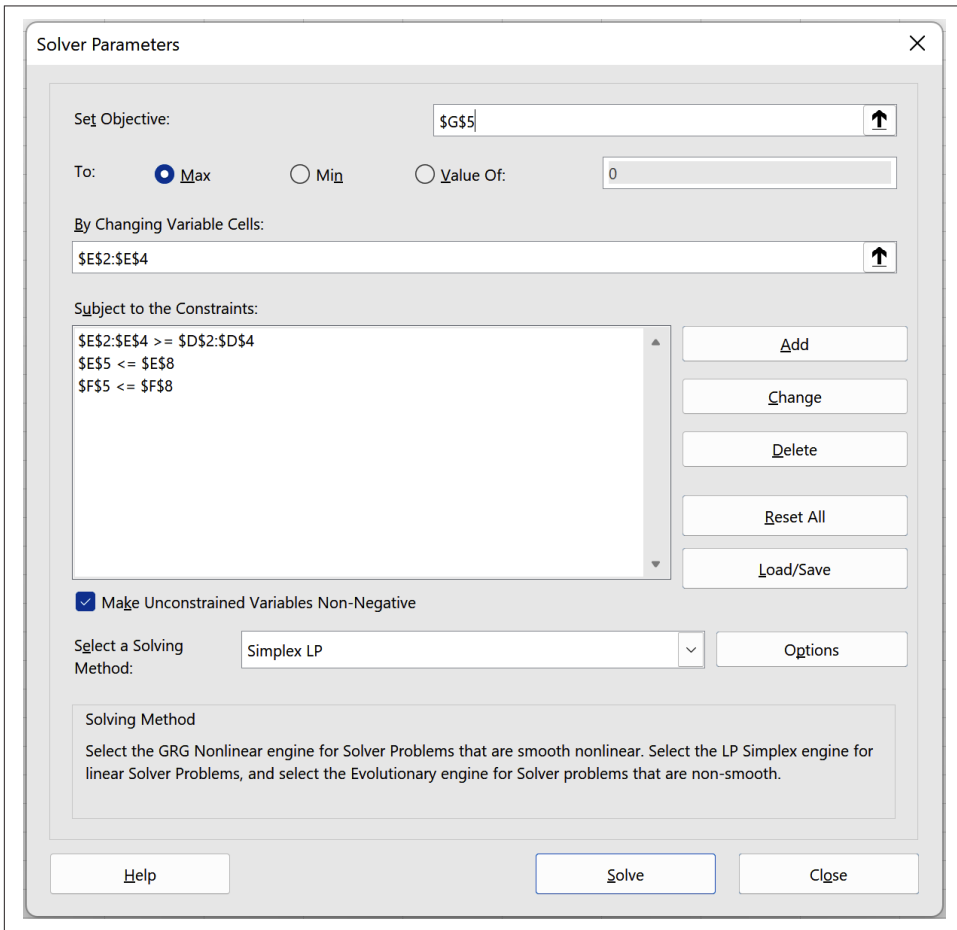 Solver Parameters
Set Objective:
$G$5
To:
Max
Min
Value Of:
0
By Changing Variable Cells:
$E$2:$E$4
Subject to the Constraints:
$E$2:$E$4 >= $D$2:$D$4
$E$5 <= $E$8
$F$5 <= $F$8
Add
Change
Delete
Reset All
Load/Save
Make Unconstrained Variables Non-Negative
Select a Solving
Method:
Simplex LP
Options
Solving Method
Select the GRG Nonlinear engine for Solver Problems that are smooth nonlinear. Select the LP Simplex engine for
linear Solver Problems, and select the Evolutionary engine for Solver problems that are non-smooth.
Help
Solve
Close